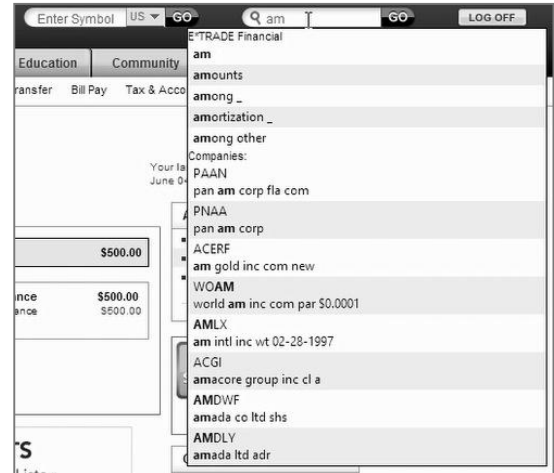 Enter Symbol US GO am GO LOG OFF
Education Community
ransfer Bill Pay Tax & Acco
Your la
June 0
E*TRADE Financial
am
amounts
among _
amortization _
among other
Companies:
PAAN
pan am corp fla com
PNAA
pan am corp
ACERF
am gold inc com new
WOAM
world am inc com par $0.0001
AMLX
am intl inc wt 02-28-1997
ACGI
amacore group inc cl a
AMDWF
amada co ltd shs
AMDLY
amada ltd adr
$500.00
nce $500.00
ance $500.00
TS